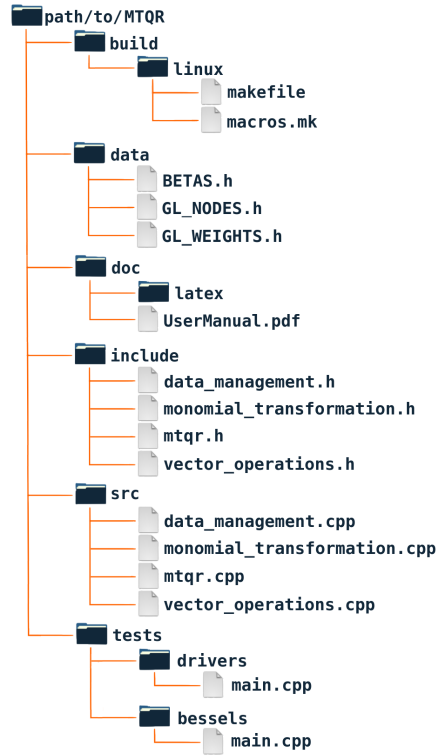 path/to/MTQR
build
linux
makefile
macros.mk
data
BETAS.h
GL_NODES.h
GL_WEIGHTS.h
doc
latex
UserManual.pdf
include
data_management.h
monomial_transformation.h
mtqr.h
vector_operations.h
src
data_management.cpp
monomial_transformation.cpp
mtqr.cpp
vector_operations.cpp
tests
drivers
main.cpp
bessels
main.cpp